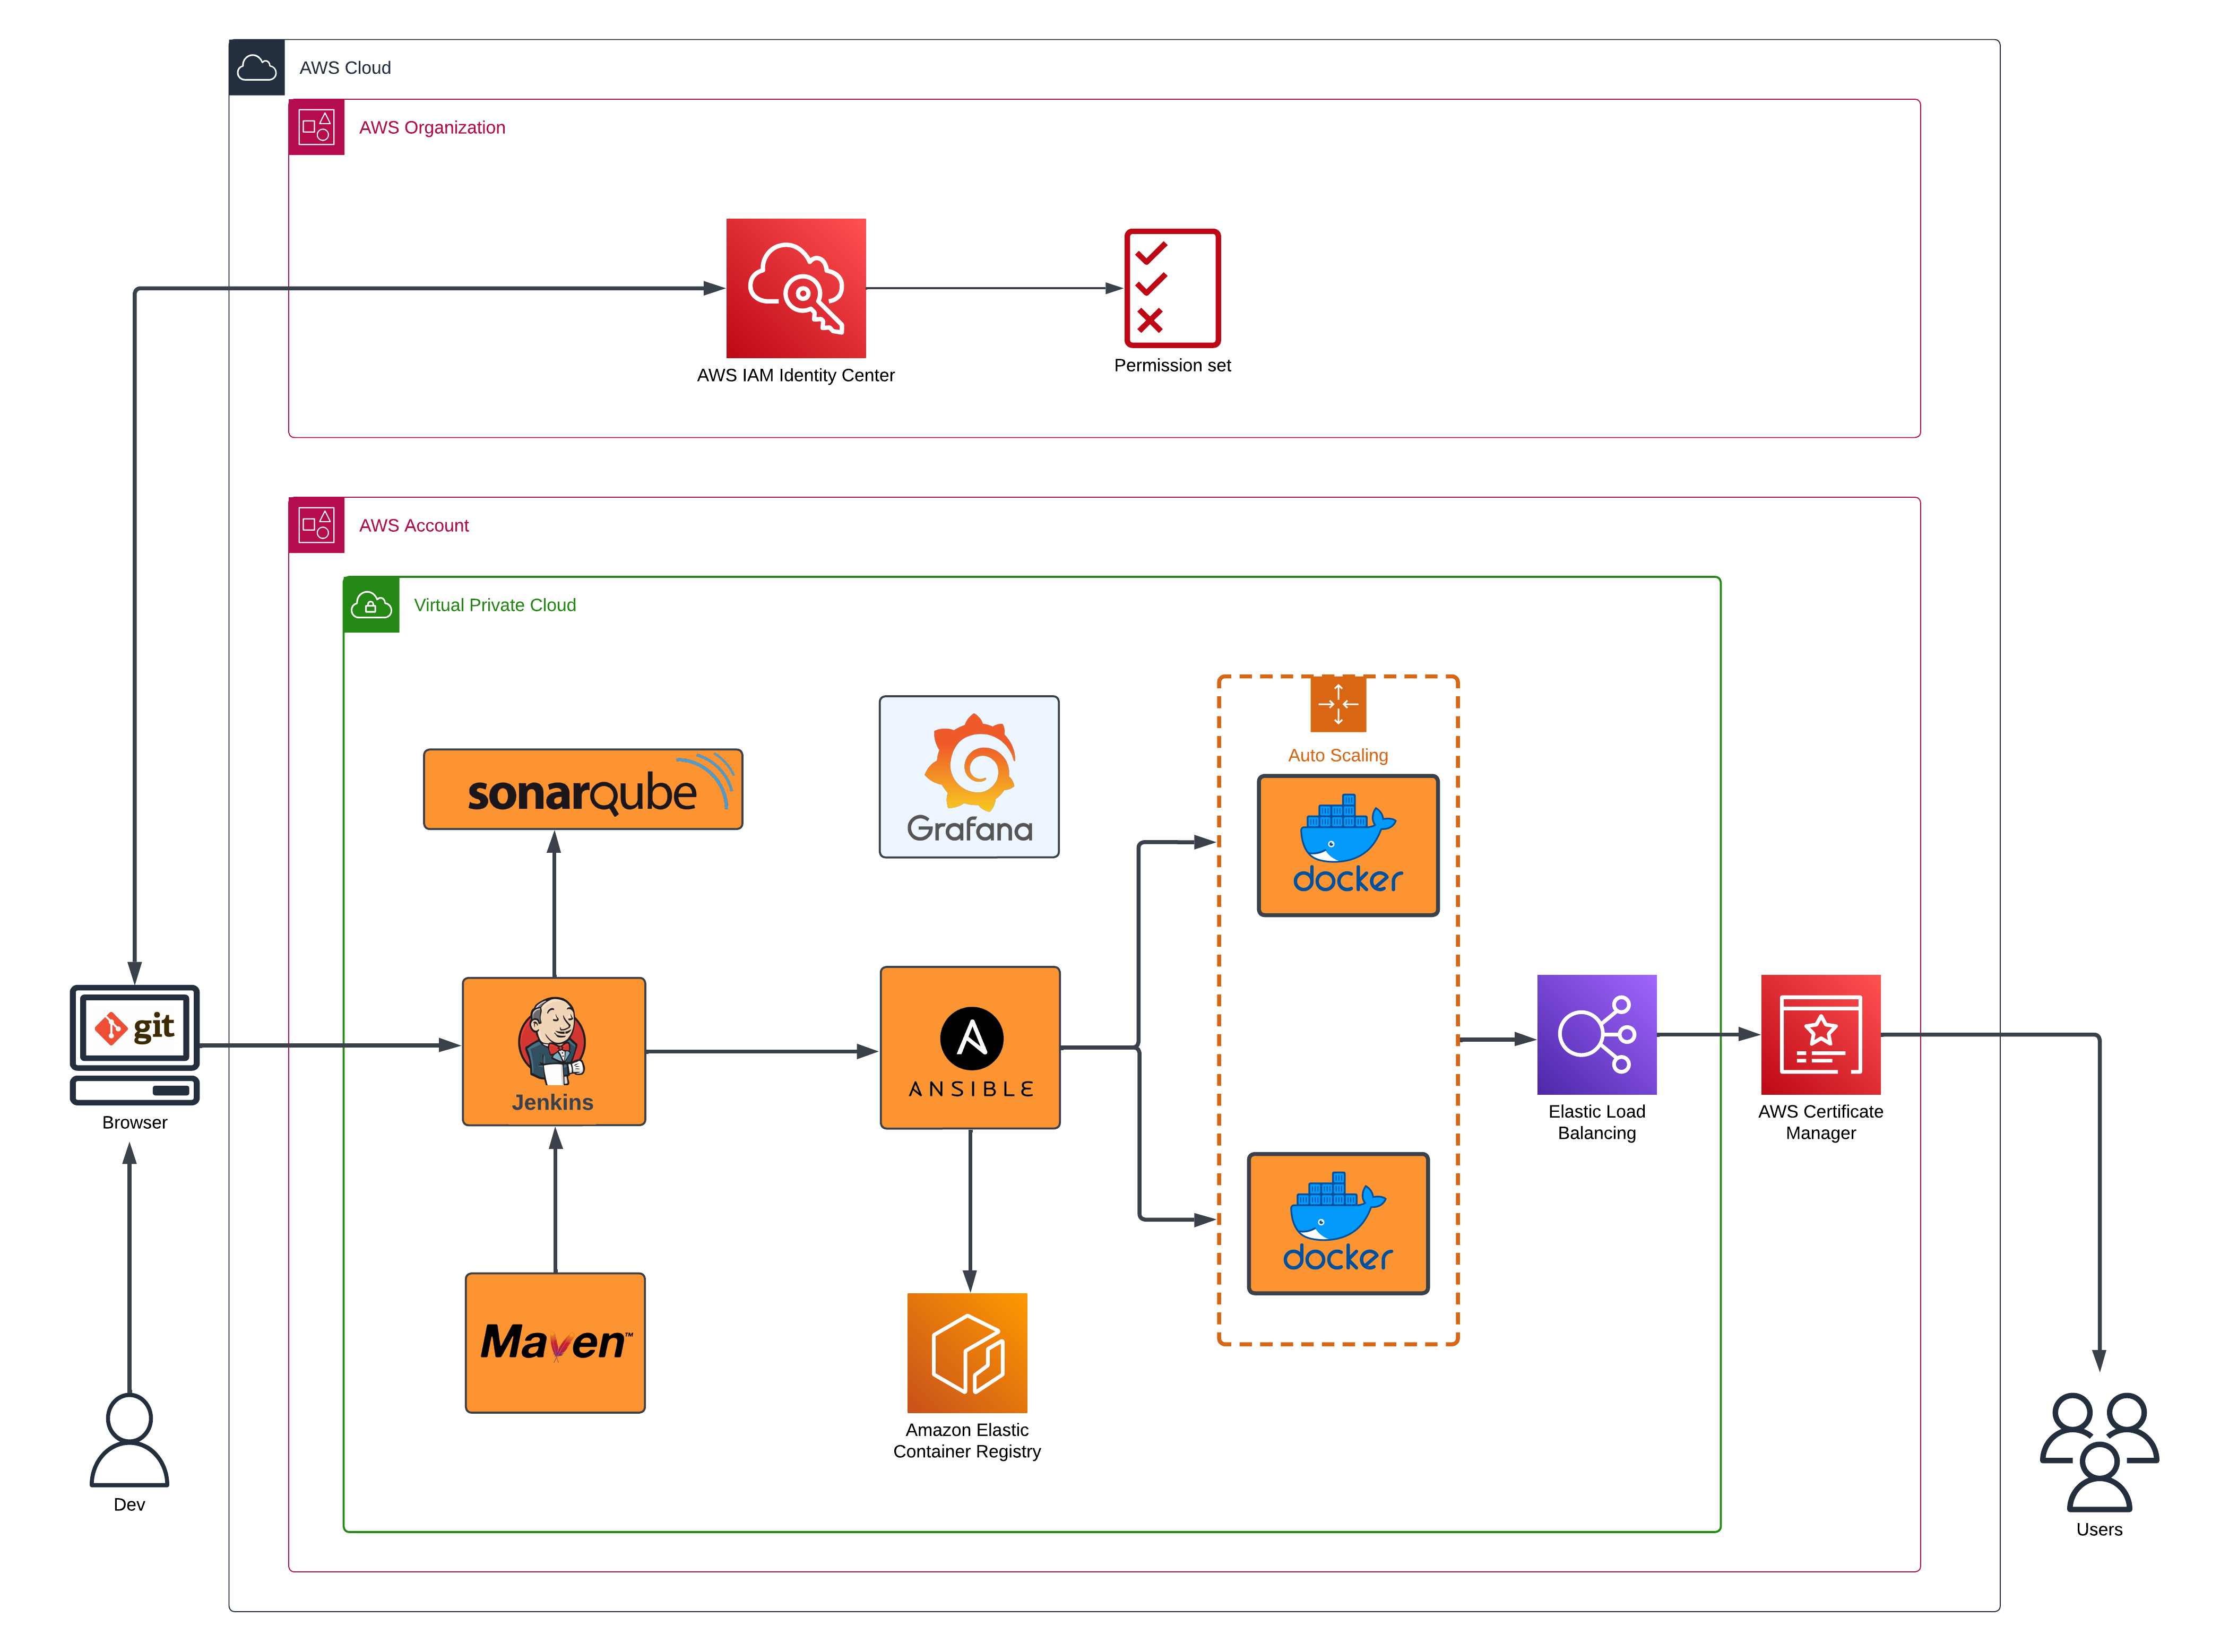 AWS Cloud
AWS Organization
AWS IAM Identity Center
Permission set
AWS Account
Virtual Private Cloud
sonarqube
Grafana
Auto Scaling
docker
git
Browser
Jenkins
ANSIBLE
Elastic Load
Balancing
AWS Certificate
Manager
docker
Maven™
Amazon Elastic
Container Registry
Dev
Users